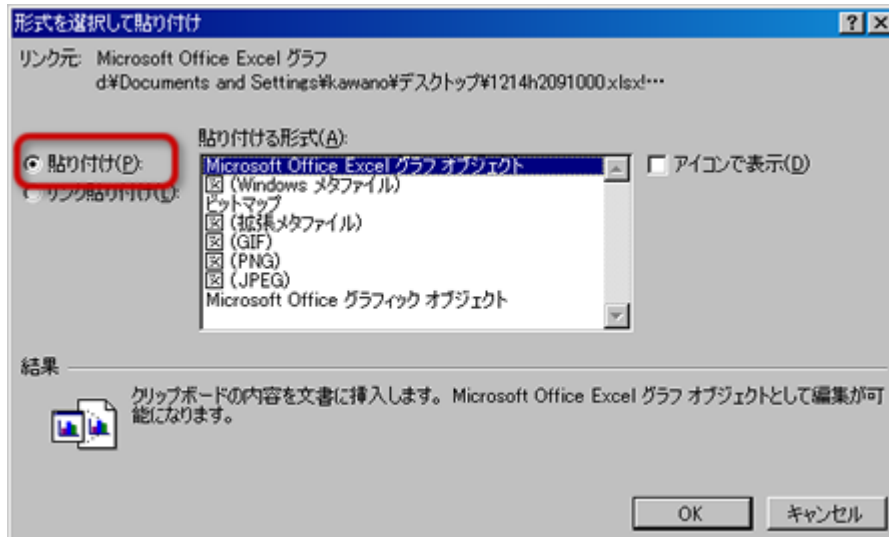 形式を選択して貼り付け
リンク元: Microsoft Office Excel グラフ
d:¥Documents and Settings¥kawano¥デスクトップ¥1214h2091000.xlsx!…
貼り付ける形式(A):
貼り付け(P):
リンク貼り付け(L):
Microsoft Office Excel グラフ オブジェクト
図 (Windows メタファイル)
ビットマップ
図 (拡張メタファイル)
図 (GIF)
図 (PNG)
図 (JPEG)
Microsoft Office グラフィック オブジェクト
アイコンで表示(D)
結果
クリップボードの内容を文書に挿入します。Microsoft Office Excel グラフ オブジェクトとして編集が可
能になります。
OK
キャンセル